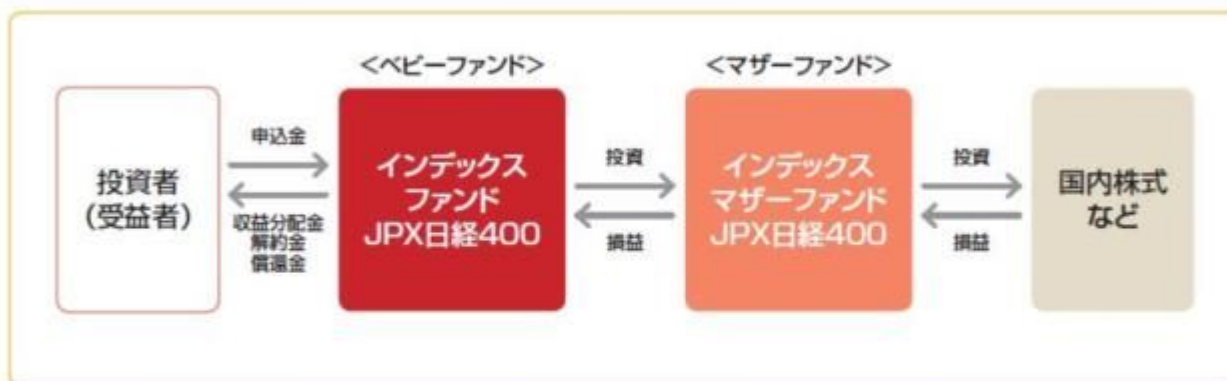 <ベビーファンド>
<マザーファンド>
投資者
(受益者)
申込金
収益分配金
解約金
償還金
インデックス
ファンド
JPX日経400
投資
損益
インデックス
マザーファンド
JPX日経400
投資
損益
国内株式
など